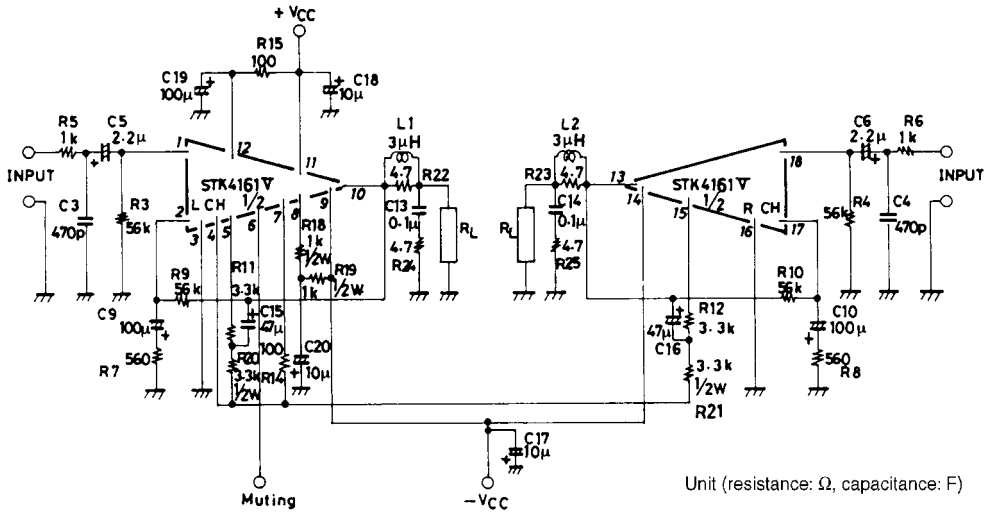 + VCC
R15
100
C19
100μ
+
+
C18
10μ
R5
1k
C5
2.2μ
+
1
12
11
L1
3μH
4.7
R22
L2
3μH
R23
4.7
13
C6
2.2μ
+
R6
1k
18
INPUT
INPUT
STK4161V
1/2
L CH
10
STK4161V
1/2
R CH
C3
470p
R3
56k
2
3
4
5
6
7
8
9
C13
0.1μ
4.7
R24
RL
RL
C14
0.1μ
4.7
R25
14
15
16
17
R4
56k
C4
470p
R18
1k
1/2W
R19
1k
1/2W
R9
56k
R11
3.3k
R10
56k
C9
100μ
+
R7
560
+
C15
47μ
R20
3.3k
1/2W
100
R14
C20
+
10μ
+
47μ
C16
R12
3.3k
3.3k
1/2W
R21
C10
100μ
+
560
R8
C17
10μ
+
Muting
−VCC
Unit (resistance: Ω, capacitance: F)